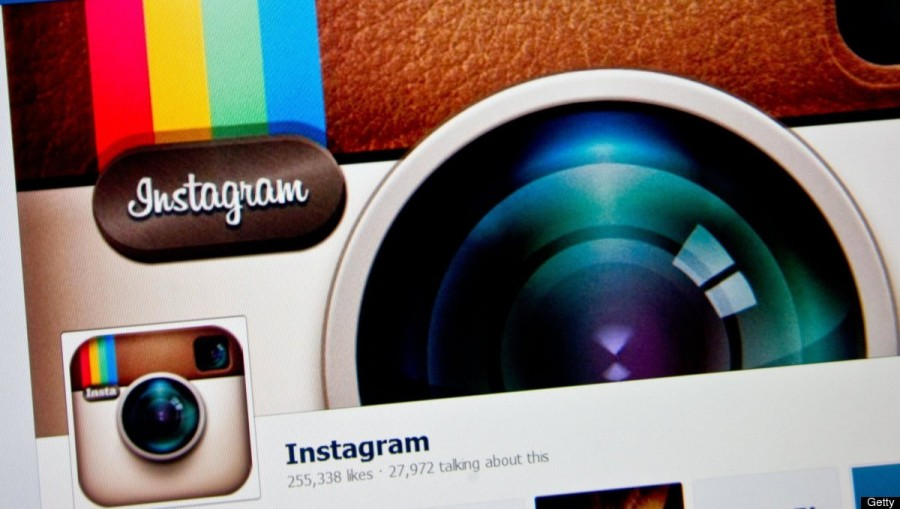 Instagram
Insta
Instagram
255,338 likes · 27,972 talking about this
Getty